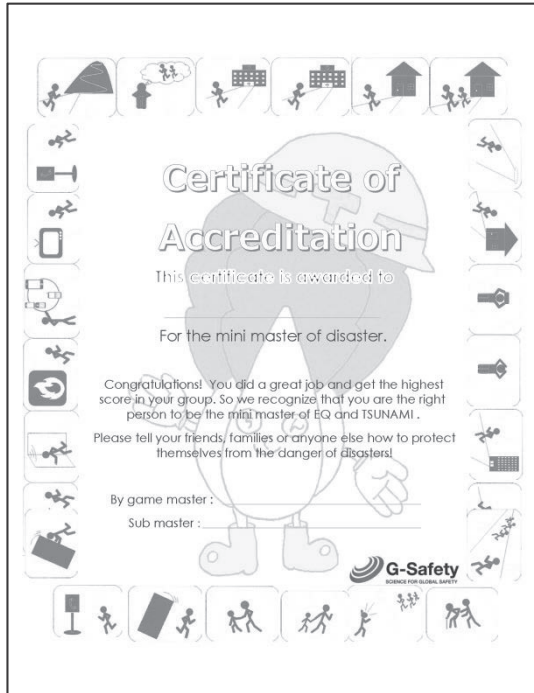 Certificate of
Accreditation
This certificate is awarded to
For the mini master of disaster.
Congratulations! You did a great job and get the highest
score in your group. So we recognize that you are the right
person to be the mini master of EQ and TSUNAMI .
Please tell your friends, families or anyone else how to protect
themselves from the danger of disasters!
By game master :
Sub master :
G-Safety
SCIENCE FOR GLOBAL SAFETY